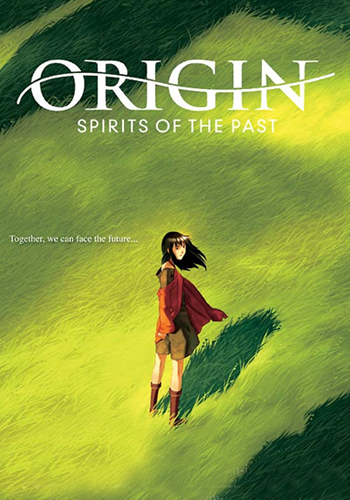 ORIGIN
SPIRITS OF THE PAST
Together, we can face the future...